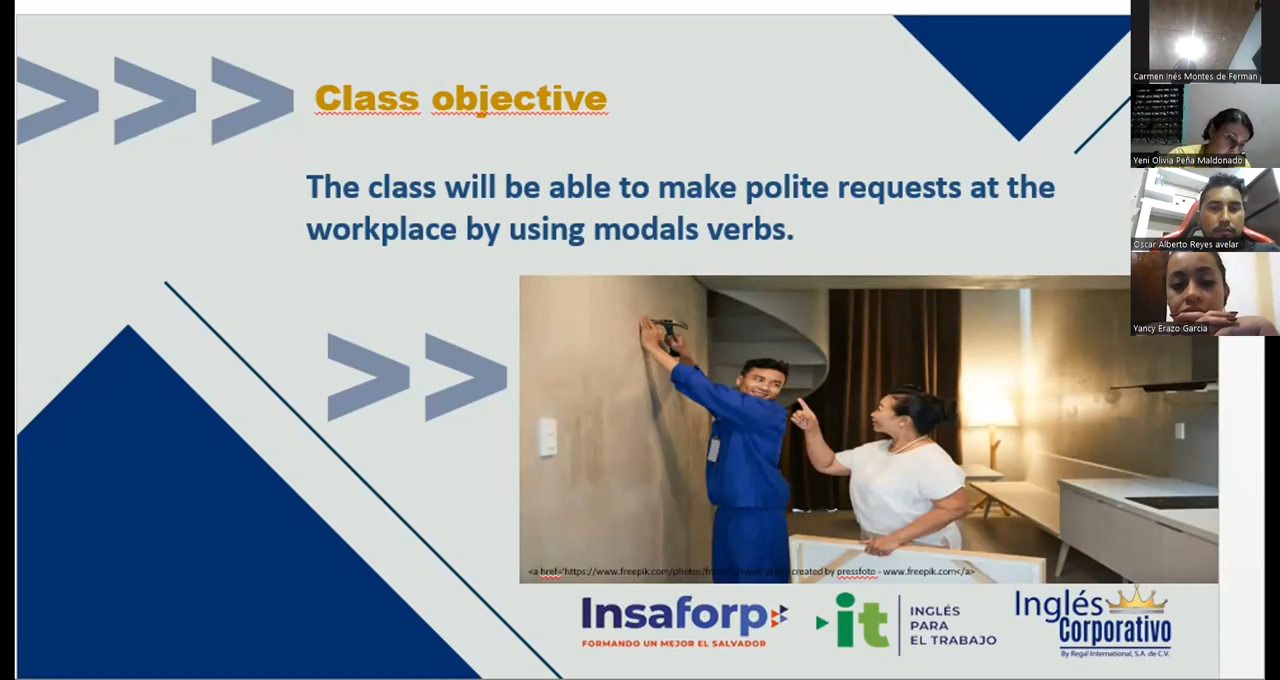 Class objective
The class will be able to make polite requests at the
workplace by using modals verbs.
<a href='https://www.freepik.com/photos/ created by pressfoto - www.freepik.com</a>
Insaforp
FORMANDO UN MEJOR EL SALVADOR
it
INGLÉS
PARA
EL TRABAJO
Inglés
Corporativo
By Regal International, S.A. de C.V.
Carmen Inés Montes de Ferman
Yeni Olivia Peña Maldonado
Oscar Alberto Reyes avelar
Yancy Erazo Garcia